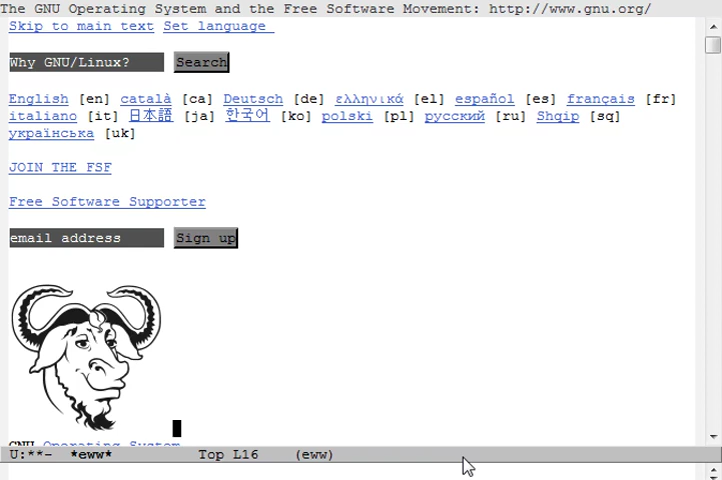 The GNU Operating System and the Free Software Movement: http://www.gnu.org/
Skip to main text Set language
Why GNU/Linux? Search
English [en] català [ca] Deutsch [de] ελληνικά [el] español [es] français [fr]
italiano [it] 日本語 [ja] 한국어 [ko] polski [pl] русский [ru] Shqip [sq]
українська [uk]
JOIN THE FSF
Free Software Supporter
email address Sign up
GNU Operating System
U:**- *eww* Top L16 (eww)